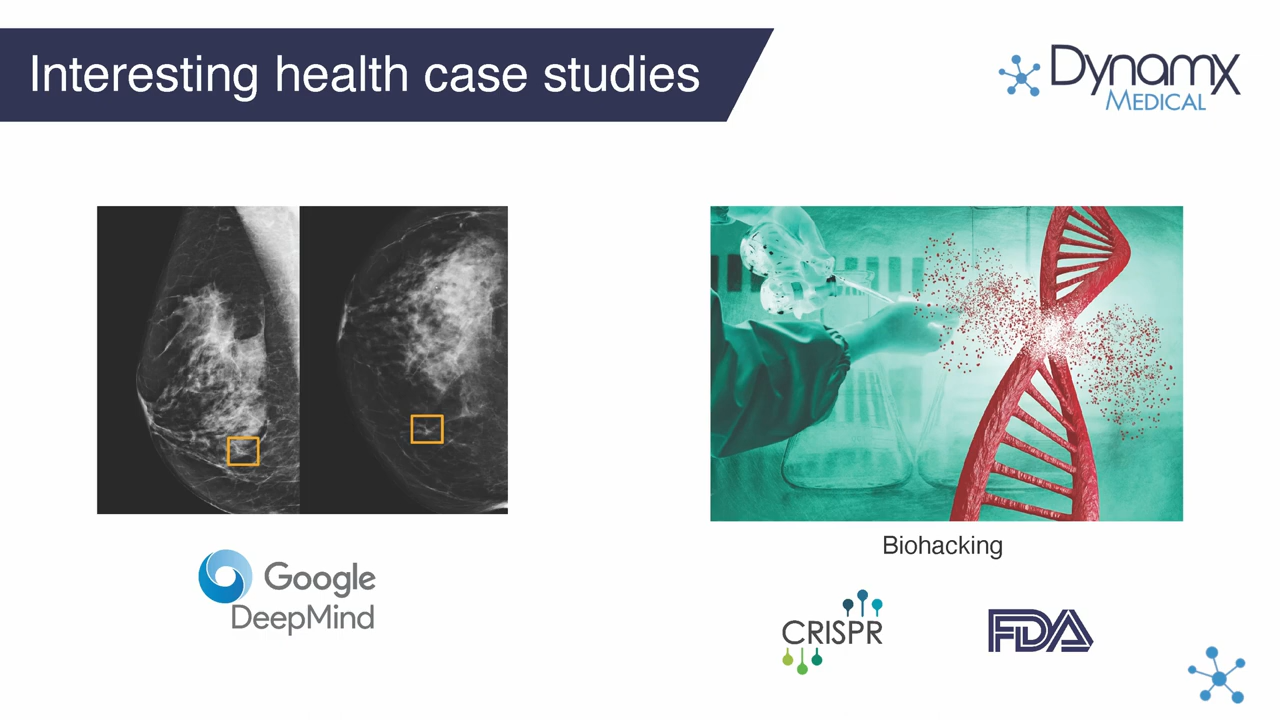 Interesting health case studies
Dynamx
MEDICAL
Google
DeepMind
Biohacking
CRISPR
FDA